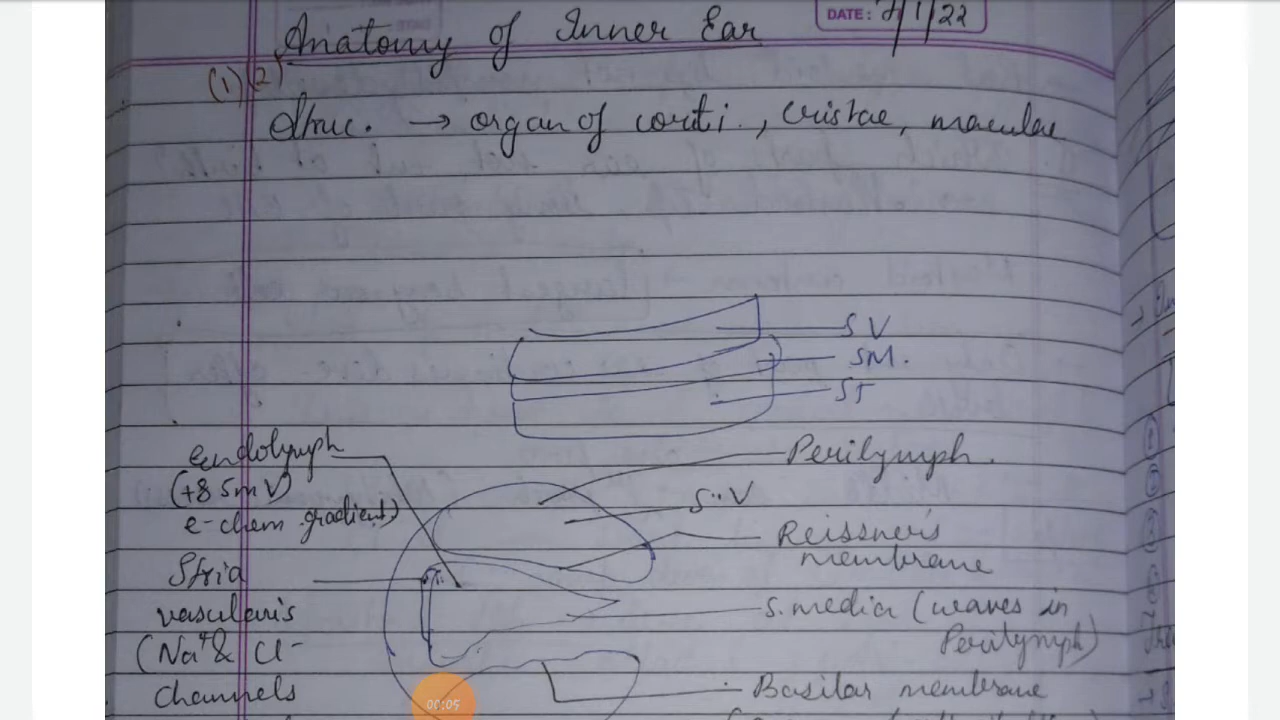 DATE: 7/1/22
Anatomy of Inner Ear
(1) (2)
Struc. → organ of corti., cristae, maculae
SV
SM.
ST
Endolymph
(+85mV)
e-chem gradient)
Perilymph.
S.V
Reissner's
membrane
Stria
vascularis
(Na+ & Cl-
Channels
S. media (waves in
Perilymph)
Basilar membrane
00:05